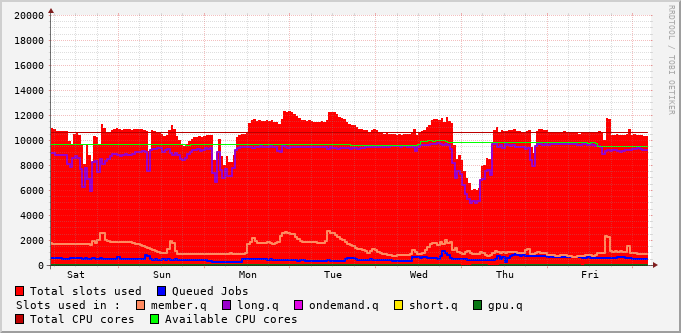 20000
18000
16000
14000
12000
10000
8000
6000
4000
2000
0
Sat Sun Mon Tue Wed Thu Fri
Total slots used Queued Jobs
Slots used in : member.q long.q ondemand.q short.q gpu.q
Total CPU cores Available CPU cores
RRDTOOL / TOBI OETIKER